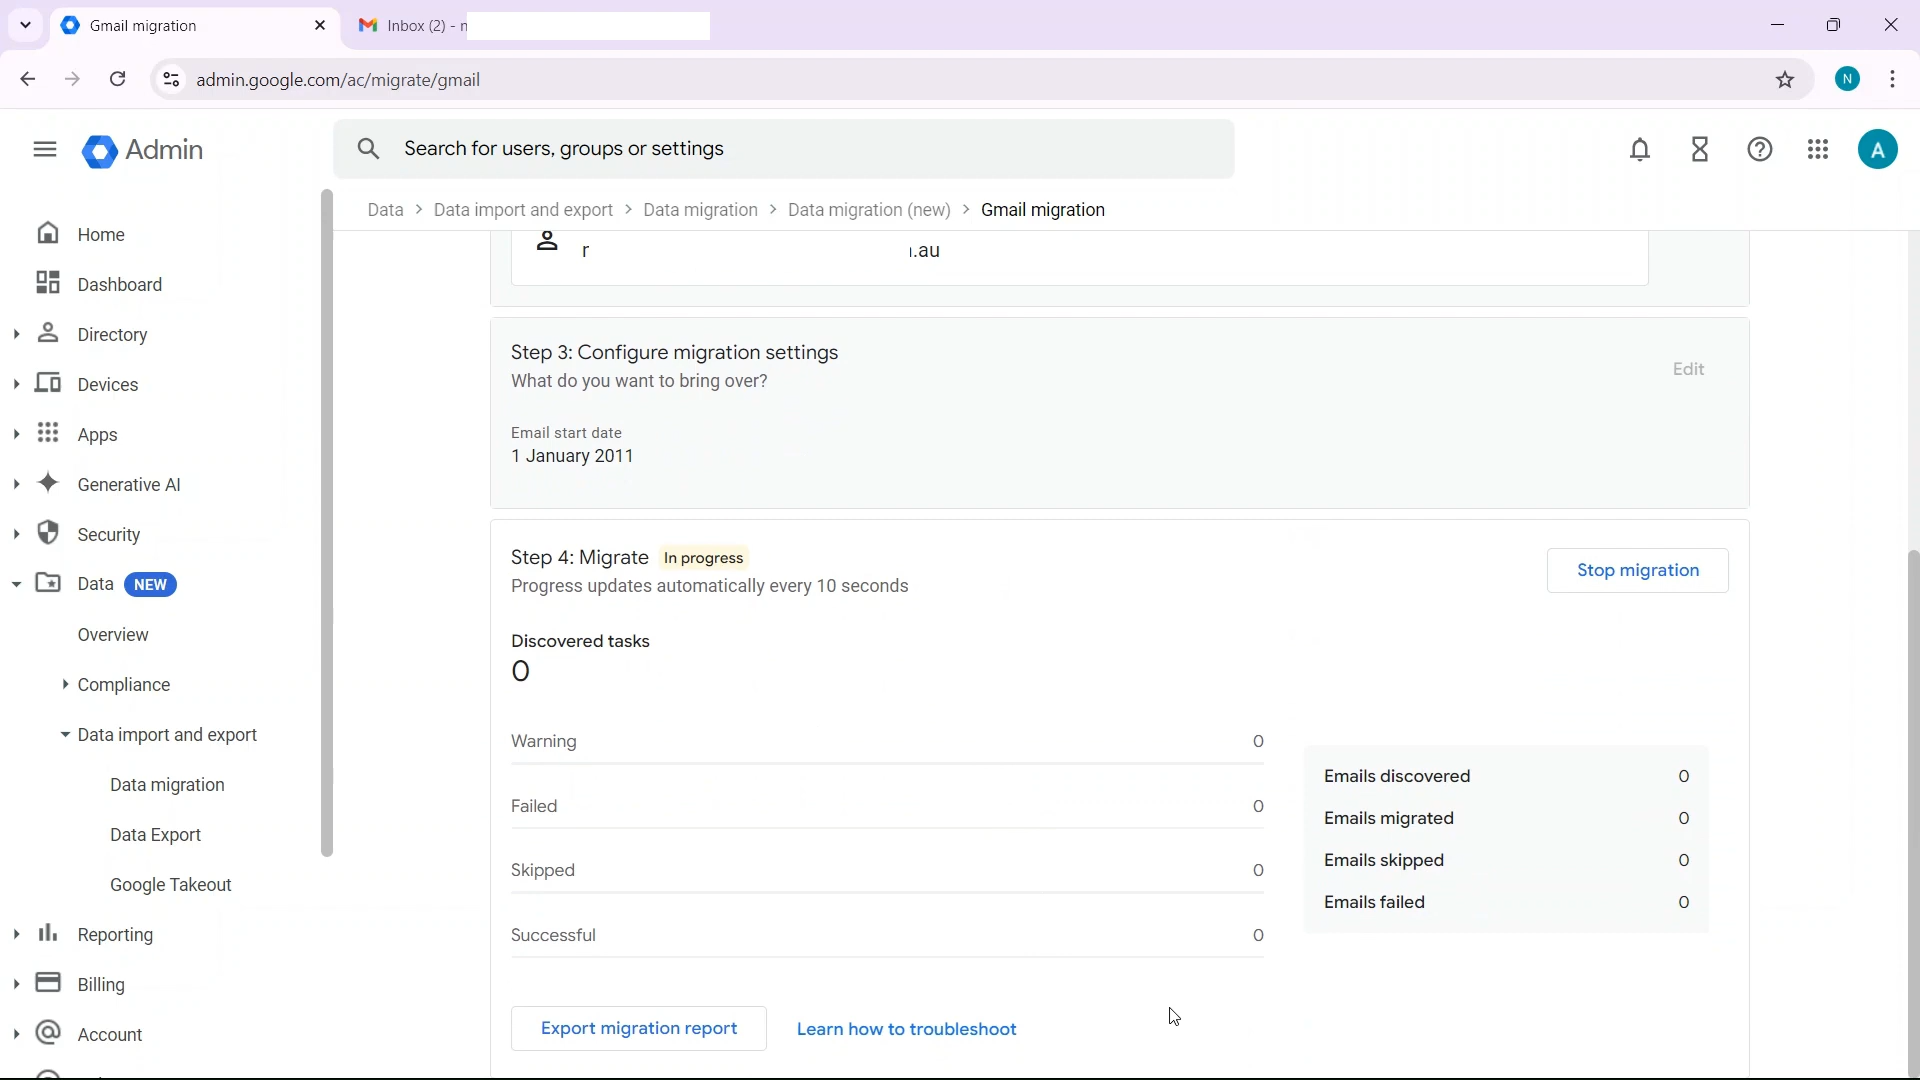 Gmail migration
Inbox (2) -
admin.google.com/ac/migrate/gmail
N
Admin
Search for users, groups or settings
A
Data > Data import and export > Data migration > Data migration (new) > Gmail migration
Home
Dashboard
Directory
Devices
Apps
Generative AI
Security
Data NEW
Overview
Compliance
Data import and export
Data migration
Data Export
Google Takeout
Reporting
Billing
Account
r .au
Step 3: Configure migration settings
What do you want to bring over?
Edit
Email start date
1 January 2011
Step 4: Migrate In progress
Progress updates automatically every 10 seconds
Stop migration
Discovered tasks
0
Warning 0
Failed 0
Skipped 0
Successful 0
Emails discovered 0
Emails migrated 0
Emails skipped 0
Emails failed 0
Export migration report
Learn how to troubleshoot